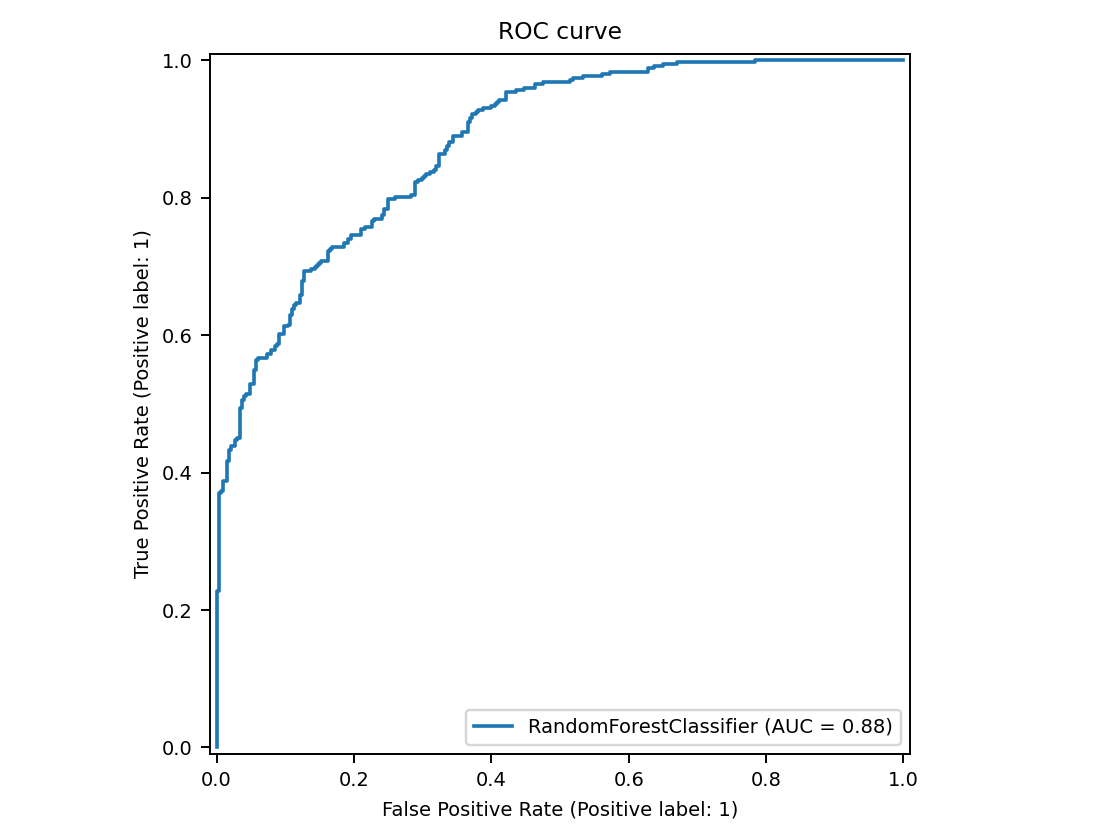 ROC curve
True Positive Rate (Positive label: 1)
1.0
0.8
0.6
0.4
0.2
0.0
RandomForestClassifier (AUC = 0.88)
0.0 0.2 0.4 0.6 0.8 1.0
False Positive Rate (Positive label: 1)